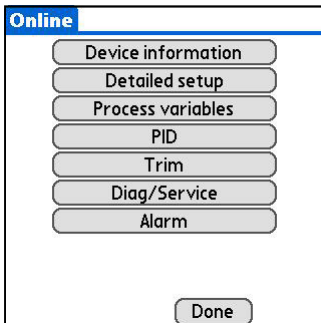 Online
Device information
Detailed setup
Process variables
PID
Trim
Diag/Service
Alarm
Done